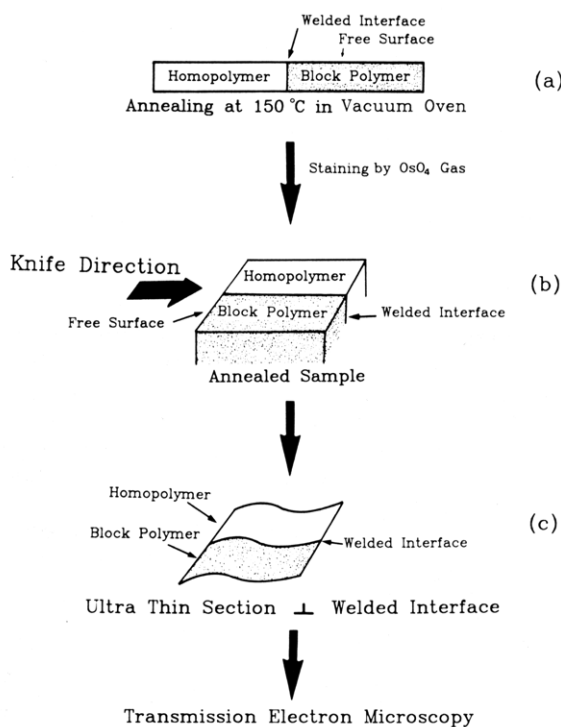 Welded Interface
Free Surface
Homopolymer
Block Polymer
(a)
Annealing at 150 °C in Vacuum Oven
Staining by OsO₄ Gas
Knife Direction
Homopolymer
(b)
Block Polymer
Welded Interface
Free Surface
Annealed Sample
Homopolymer
(c)
Block Polymer
Welded Interface
Ultra Thin Section ⊥ Welded Interface
Transmission Electron Microscopy